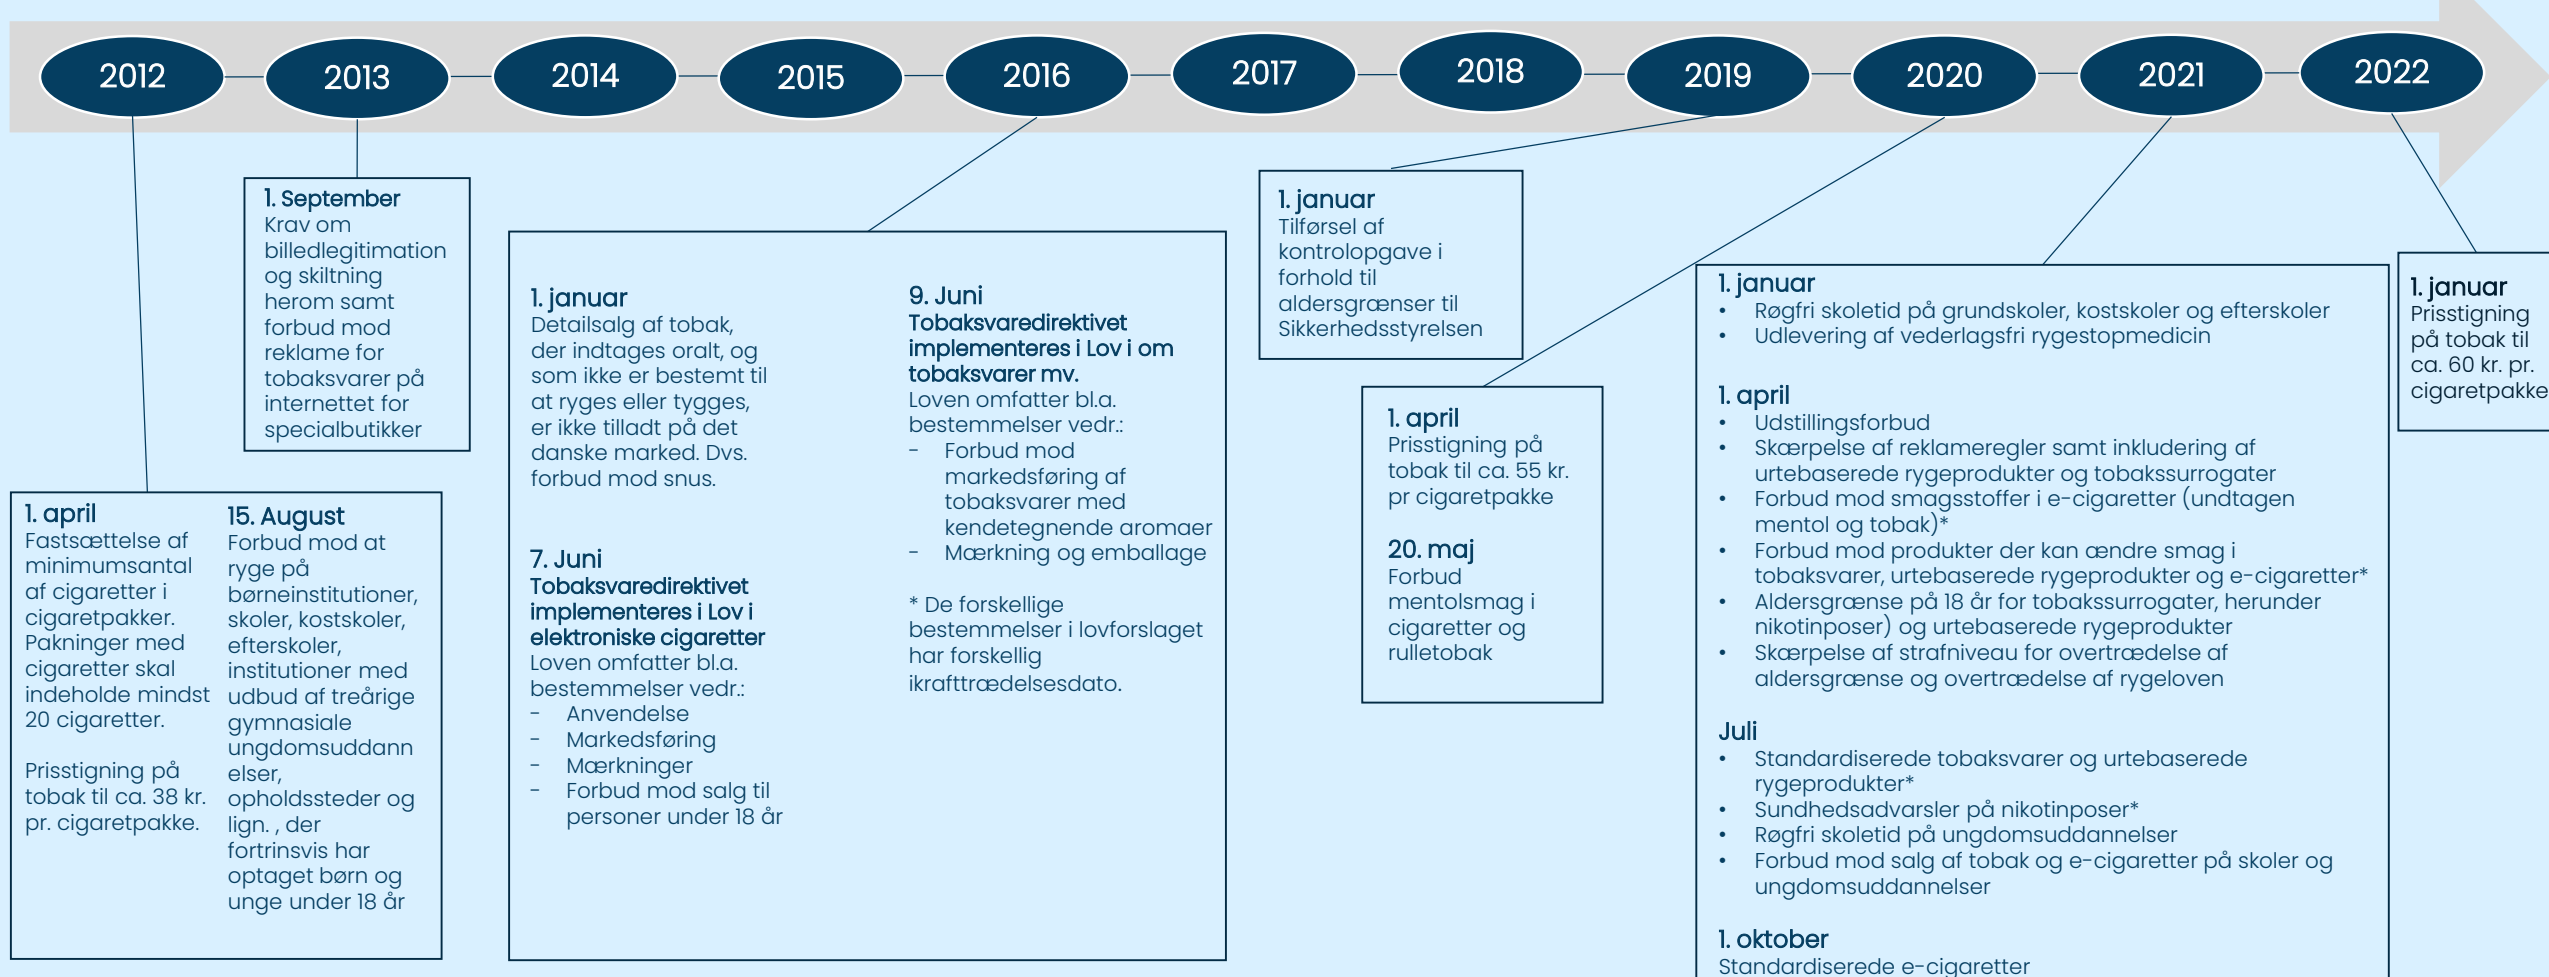 2012
2013
2014
2015
2016
2017
2018
2019
2020
2021
2022
1. april
Fastsættelse af
minimumsantal
af cigaretter i
cigaretpakker.
Pakninger med
cigaretter skal
indeholde mindst
20 cigaretter.
Prisstigning på
tobak til ca. 38 kr.
pr. cigaretpakke.
15. August
Forbud mod at
ryge på
børneinstitutioner,
skoler, kostskoler,
efterskoler,
institutioner med
udbud af treårige
gymnasiale
ungdomsuddann
elser,
opholdssteder og
lign. , der
fortrinsvis har
optaget børn og
unge under 18 år
1. September
Krav om
billedlegitimation
og skiltning
herom samt
forbud mod
reklame for
tobaksvarer på
internettet for
specialbutikker
1. januar
Detailsalg af tobak,
der indtages oralt, og
som ikke er bestemt til
at ryges eller tygges,
er ikke tilladt på det
danske marked. Dvs.
forbud mod snus.
7. Juni
Tobaksvaredirektivet
implementeres i Lov i
elektroniske cigaretter
Loven omfatter bl.a.
bestemmelser vedr.:
- Anvendelse
- Markedsføring
- Mærkninger
- Forbud mod salg til
personer under 18 år
9. Juni
Tobaksvaredirektivet
implementeres i Lov i om
tobaksvarer mv.
Loven omfatter bl.a.
bestemmelser vedr.:
- Forbud mod
markedsføring af
tobaksvarer med
kendetegnende aromaer
- Mærkning og emballage
* De forskellige
bestemmelser i lovforslaget
har forskellig
ikrafttrædelsesdato.
1. januar
Tilførsel af
kontrolopgave i
forhold til
aldersgrænser til
Sikkerhedsstyrelsen
1. april
Prisstigning på
tobak til ca. 55 kr.
pr cigaretpakke
20. maj
Forbud
mentolsmag i
cigaretter og
rulletobak
1. januar
• Røgfri skoletid på grundskoler, kostskoler og efterskoler
• Udlevering af vederlagsfri rygestopmedicin
1. april
• Udstillingsforbud
• Skærpelse af reklameregler samt inkludering af
urtebaserede rygeprodukter og tobakssurrogater
• Forbud mod smagsstoffer i e-cigaretter (undtagen
mentol og tobak)*
• Forbud mod produkter der kan ændre smag i
tobaksvarer, urtebaserede rygeprodukter og e-cigaretter*
• Aldersgrænse på 18 år for tobakssurrogater, herunder
nikotinposer) og urtebaserede rygeprodukter
• Skærpelse af strafniveau for overtrædelse af
aldersgrænse og overtrædelse af rygeloven
Juli
• Standardiserede tobaksvarer og urtebaserede
rygeprodukter*
• Sundhedsadvarsler på nikotinposer*
• Røgfri skoletid på ungdomsuddannelser
• Forbud mod salg af tobak og e-cigaretter på skoler og
ungdomsuddannelser
1. oktober
Standardiserede e-cigaretter
1. januar
Prisstigning
på tobak til
ca. 60 kr. pr.
cigaretpakke